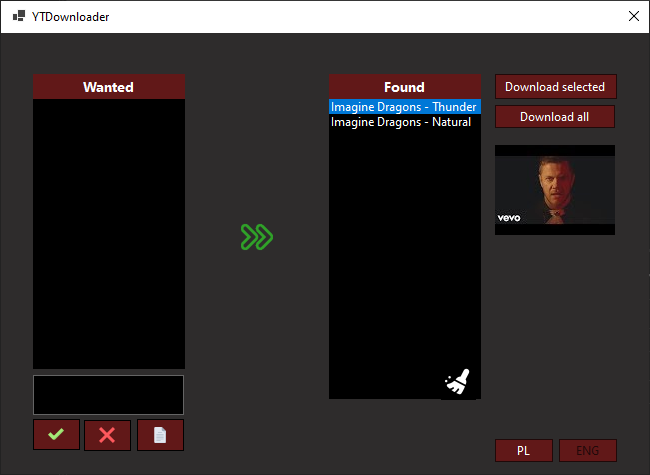 YTDownloader
Wanted
Found
Download selected
Imagine Dragons - Thunder
Download all
Imagine Dragons - Natural
vevo
PL
ENG